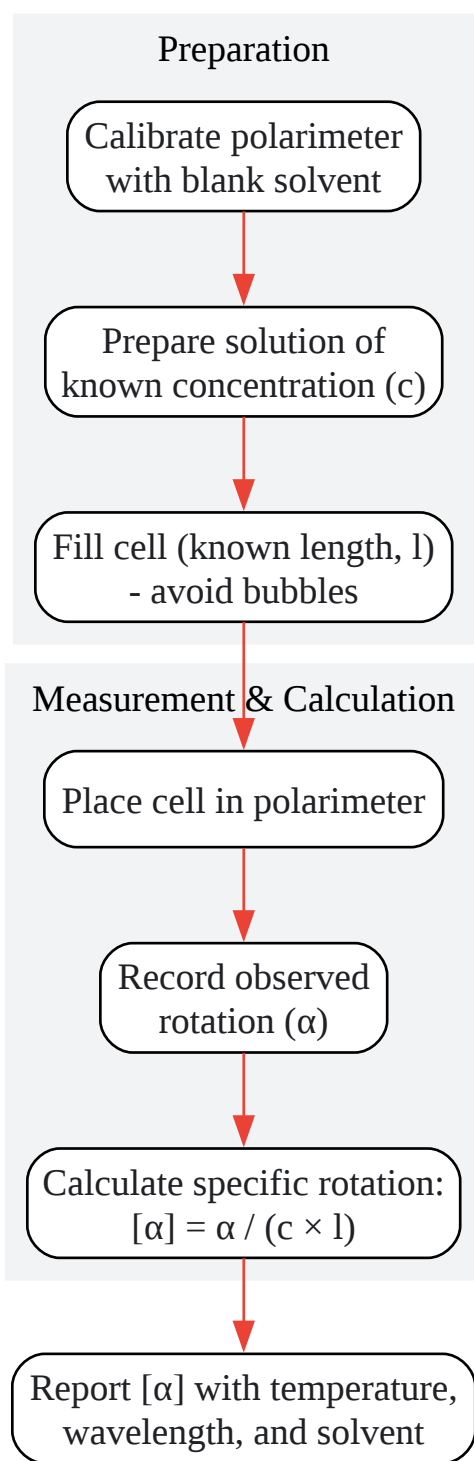 Preparation
Calibrate polarimeter
with blank solvent
Prepare solution of
known concentration (c)
Fill cell (known length, l)
- avoid bubbles
Measurement & Calculation
Place cell in polarimeter
Record observed
rotation (α)
Calculate specific rotation:
[α] = α / (c × l)
Report [α] with temperature,
wavelength, and solvent